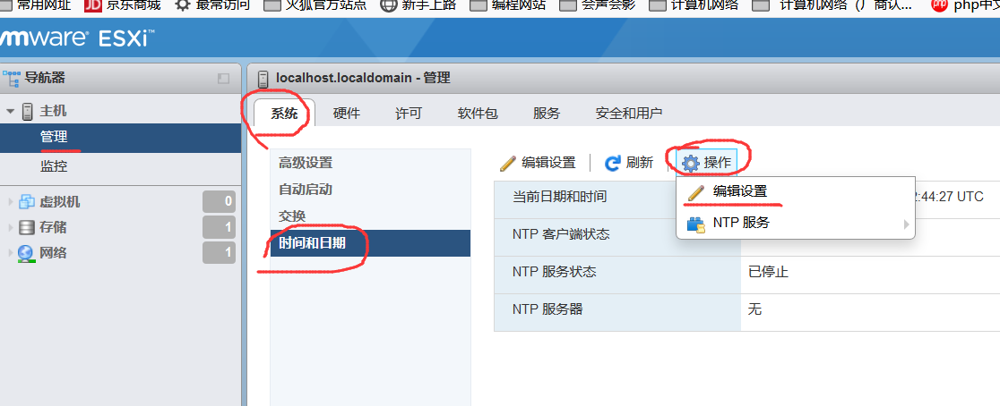 常用网址 JD 京东商城 最常访问 火狐官方站点 新手上路 编程网站 会声会影 计算机网络 计算机网络（厂商认... php php中文
vmware ESXi™
导航器
localhost.localdomain - 管理
主机
系统 硬件 许可 软件包 服务 安全和用户
管理
监控
高级设置
编辑设置 刷新 操作
自动启动
当前日期和时间
编辑设置
:44:27 UTC
虚拟机 0
交换
NTP 客户端状态
NTP 服务
存储 1
时间和日期
网络 1
NTP 服务状态 已停止
NTP 服务器 无